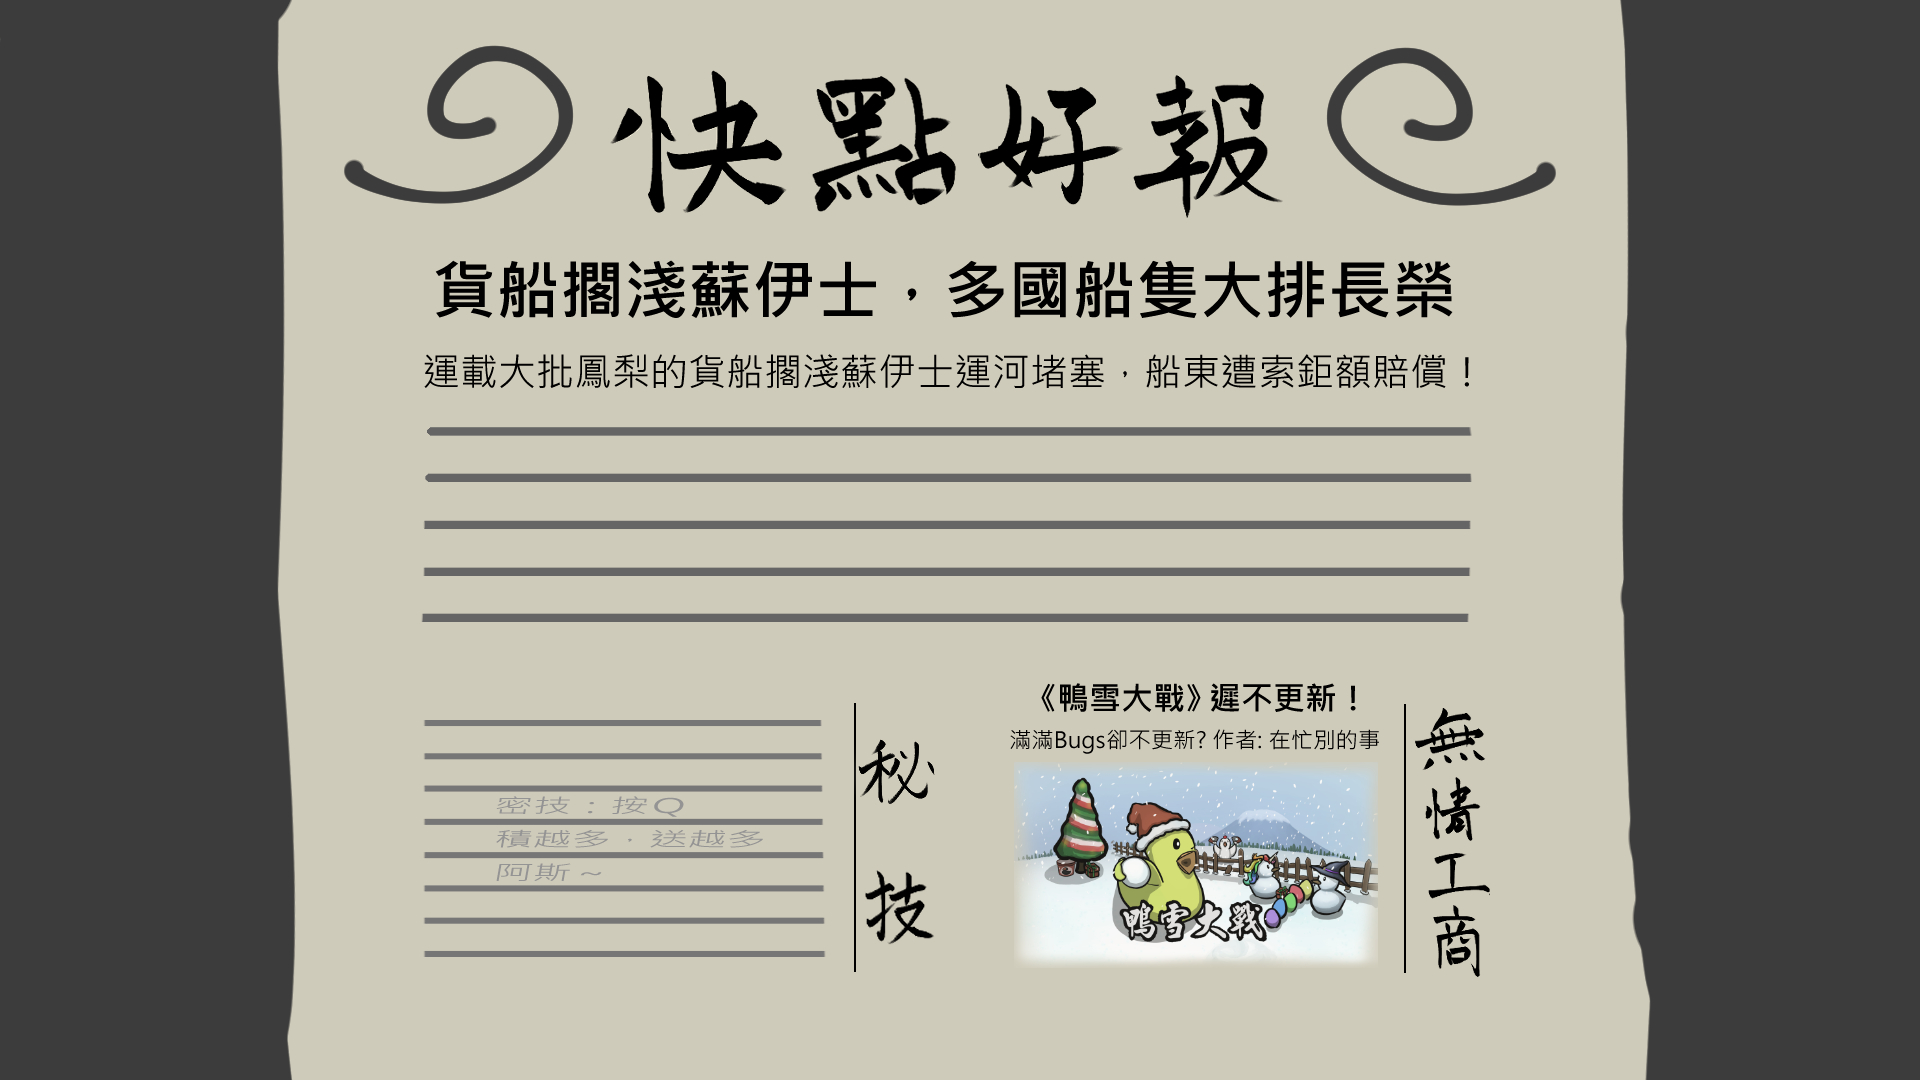 快點好報
貨船擱淺蘇伊士，多國船隻大排長榮
運載大批鳳梨的貨船擱淺蘇伊士運河堵塞，船東遭索鉅額賠償！
密技：按Q
積越多．送越多
阿斯～
秘技
《鴨雪大戰》遲不更新！
滿滿Bugs卻不更新? 作者: 在忙別的事
鴨雪大戰
無情工商